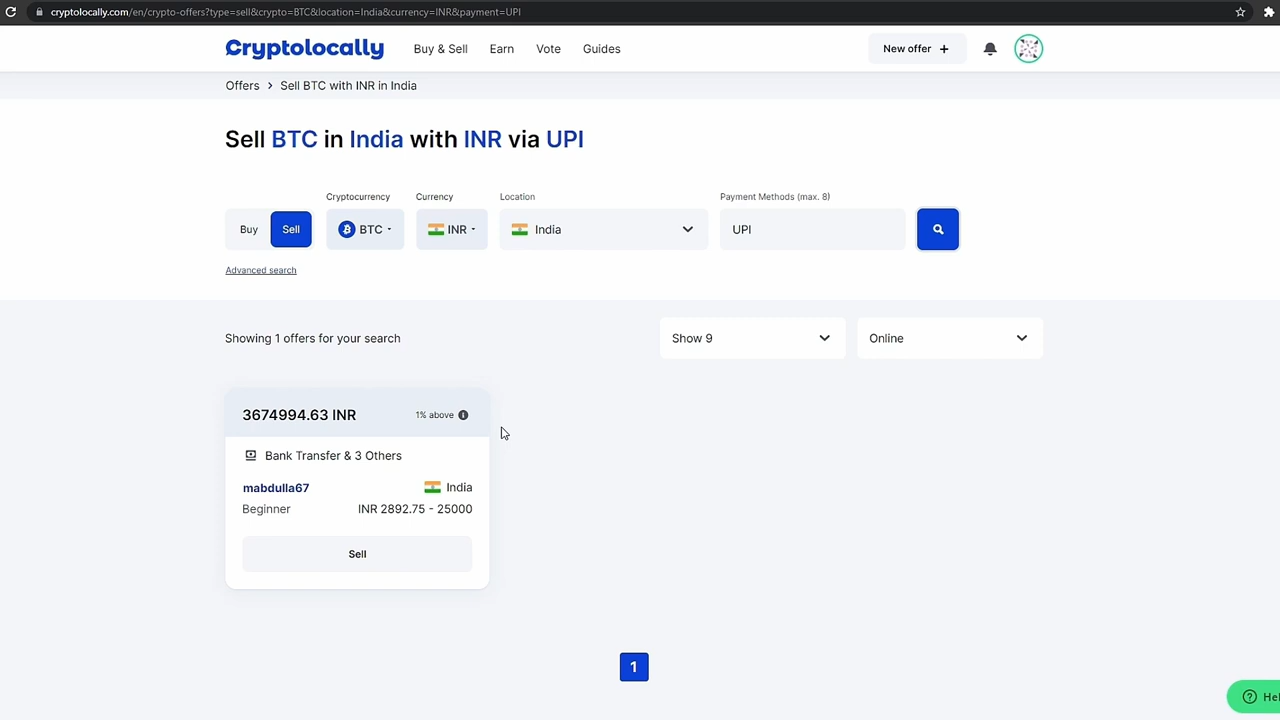 cryptolocally.com/en/crypto-offers?type=sell&crypto=BTC&location=India&currency=INR&payment=UPI
Cryptolocally Buy & Sell Earn Vote Guides New offer +
Offers > Sell BTC with INR in India
Sell BTC in India with INR via UPI
Cryptocurrency Currency Location Payment Methods (max. 8)
Buy Sell BTC INR India UPI
Advanced search
Showing 1 offers for your search Show 9 Online
3674994.63 INR 1% above
Bank Transfer & 3 Others
mabdulla67 India
Beginner INR 2892.75 - 25000
Sell
1